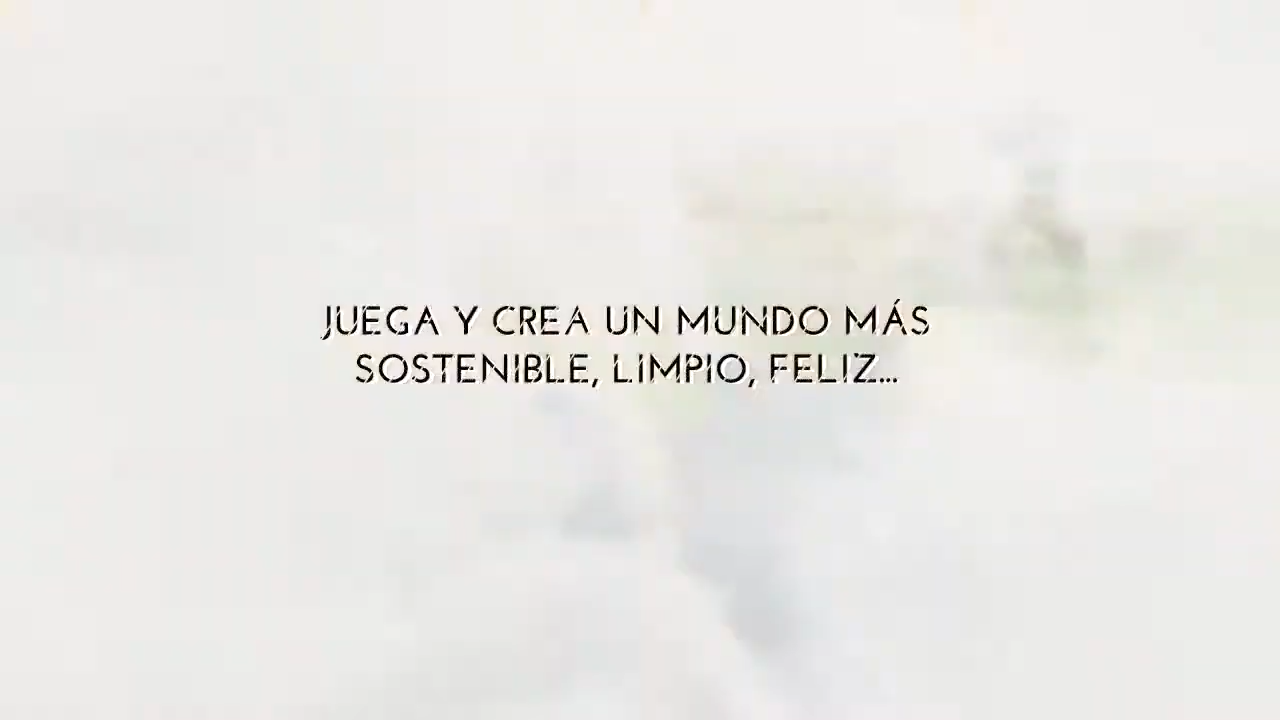 JUEGA Y CREA UN MUNDO MÁS
SOSTENIBLE, LIMPIO, FELIZ...